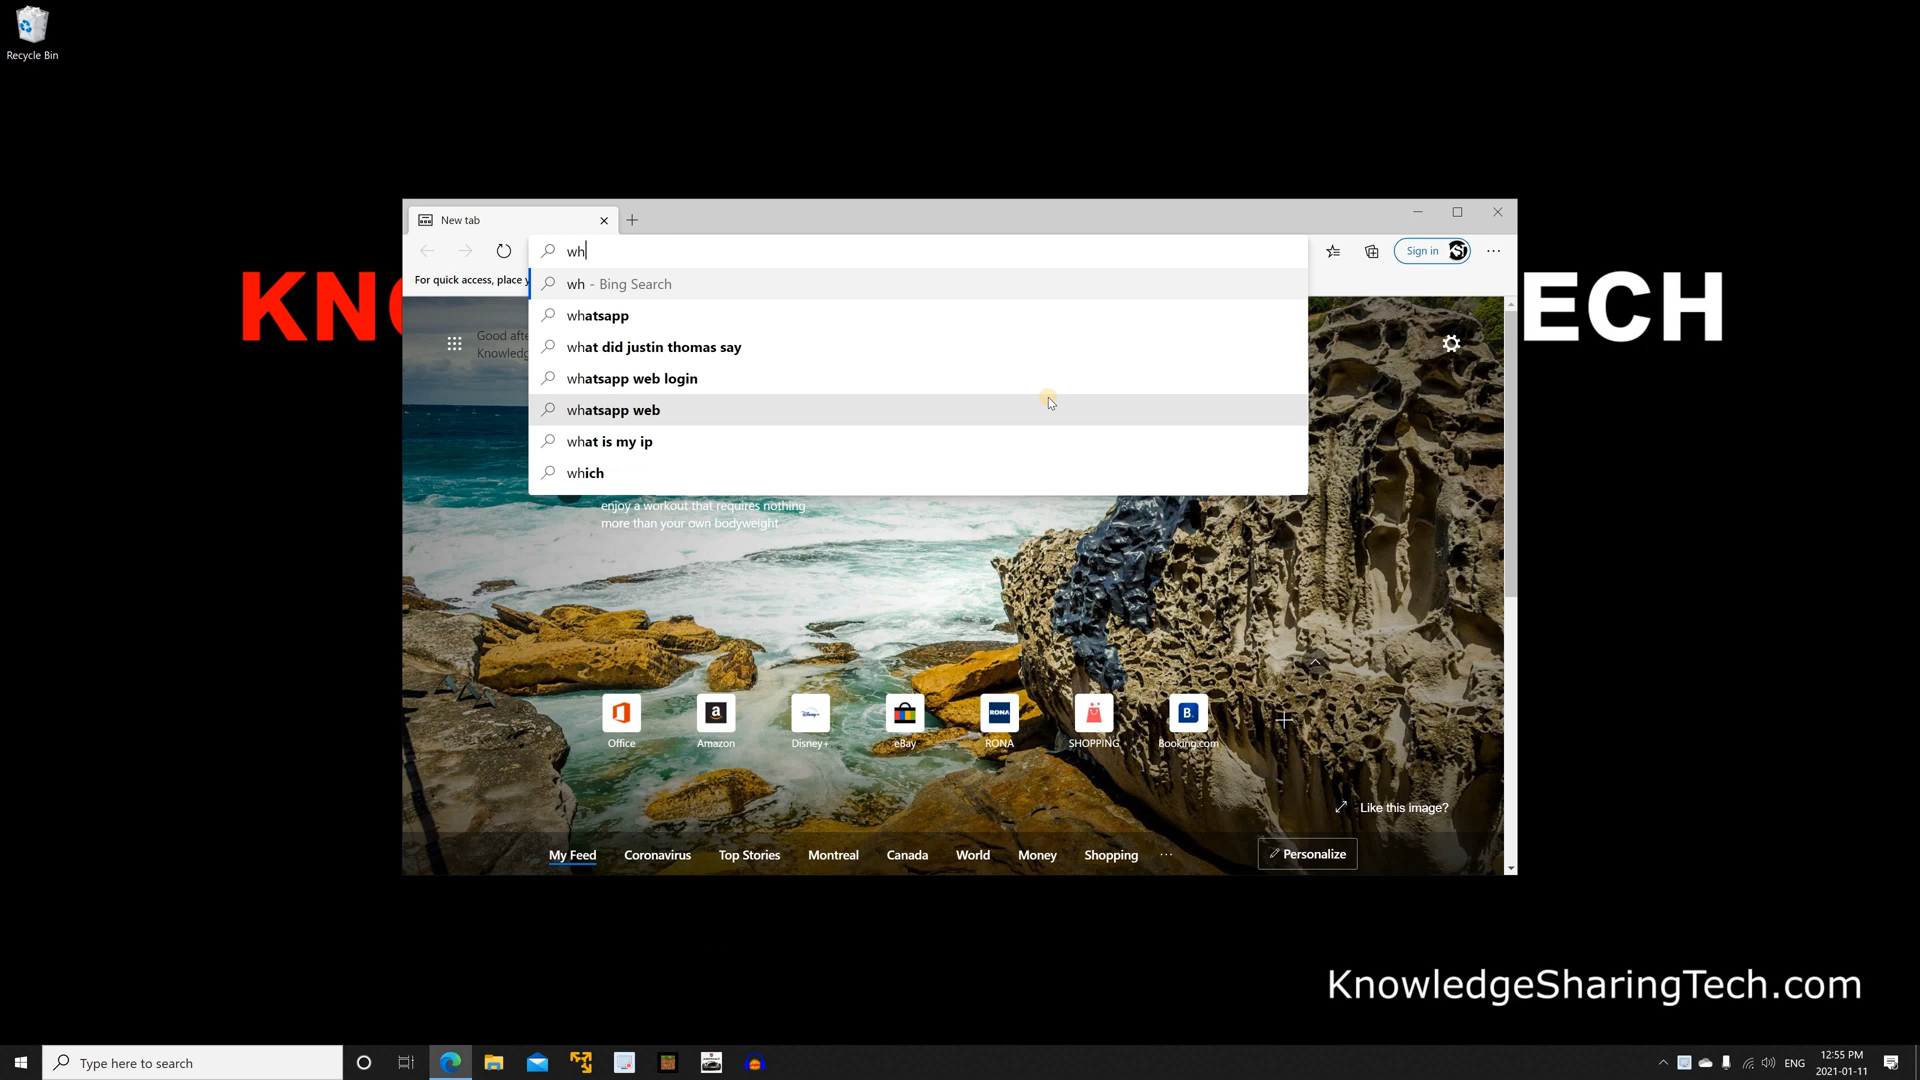 Recycle Bin
New tab
wh
Sign in
For quick access, place y
wh - Bing Search
whatsapp
what did justin thomas say
whatsapp web login
whatsapp web
what is my ip
which
KN
ECH
Good afte
Knowledg
enjoy a workout that requires nothing
more than your own bodyweight
a
Disney+
RONA
B.
Office
Amazon
Disney+
eBay
RONA
SHOPPING
Booking.com
Like this image?
My Feed
Coronavirus
Top Stories
Montreal
Canada
World
Money
Shopping
Personalize
KnowledgeSharingTech.com
Type here to search
ENG
12:55 PM
2021-01-11